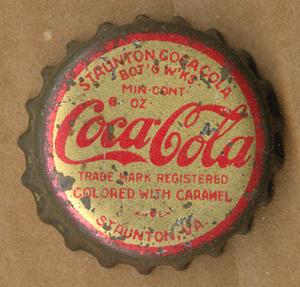 STAUNTON COCA COLA
BOT'G W'KS
MIN-CONT
6 OZ
Coca-Cola
TRADE MARK REGISTERED
COLORED WITH CARAMEL
STAUNTON, VA.